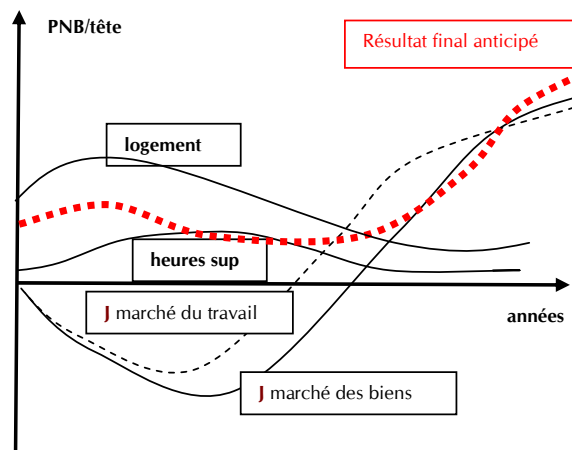 PNB/tête
Résultat final anticipé
logement
heures sup
J marché du travail
années
J marché des biens